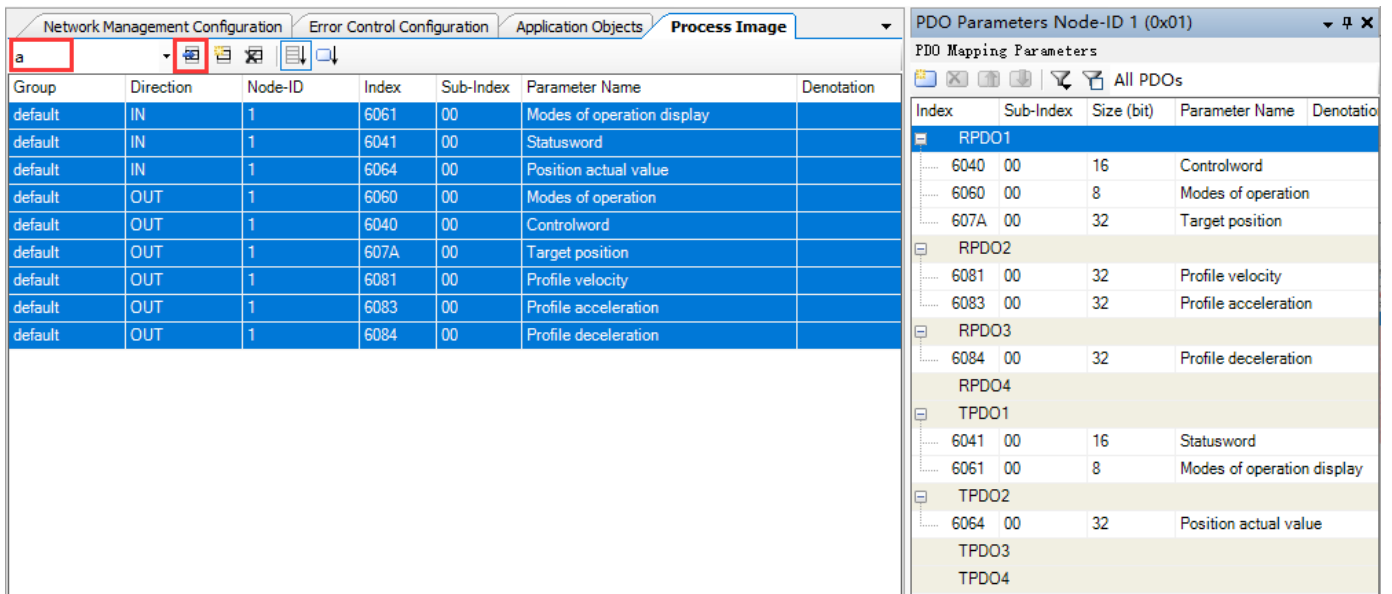 Network Management Configuration Error Control Configuration Application Objects Process Image
a
Group Direction Node-ID Index Sub-Index Parameter Name Denotation
default IN 1 6061 00 Modes of operation display
default IN 1 6041 00 Statusword
default IN 1 6064 00 Position actual value
default OUT 1 6060 00 Modes of operation
default OUT 1 6040 00 Controlword
default OUT 1 607A 00 Target position
default OUT 1 6081 00 Profile velocity
default OUT 1 6083 00 Profile acceleration
default OUT 1 6084 00 Profile deceleration
PDO Parameters Node-ID 1 (0x01)
PDO Mapping Parameters
All PDOs
Index Sub-Index Size (bit) Parameter Name Denotatio
RPDO1
6040 00 16 Controlword
6060 00 8 Modes of operation
607A 00 32 Target position
RPDO2
6081 00 32 Profile velocity
6083 00 32 Profile acceleration
RPDO3
6084 00 32 Profile deceleration
RPDO4
TPDO1
6041 00 16 Statusword
6061 00 8 Modes of operation display
TPDO2
6064 00 32 Position actual value
TPDO3
TPDO4